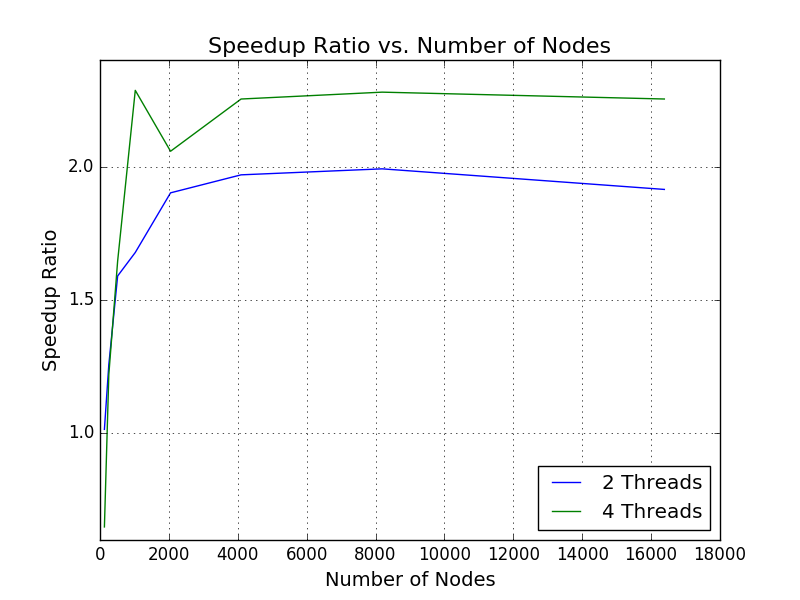 Speedup Ratio vs. Number of Nodes
Speedup Ratio
2.0
1.5
1.0
2 Threads
4 Threads
0 2000 4000 6000 8000 10000 12000 14000 16000 18000
Number of Nodes